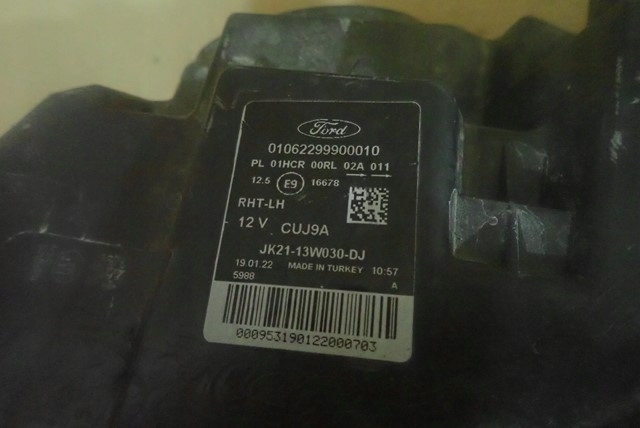 Ford
01062299900010
PL 01HCR 00RL 02A 011
12.5 E9 16678
RHT-LH
12 V CUJ9A
JK21-13W030-DJ
19.01.22 MADE IN TURKEY 10:57
5988 A
000953190122000703